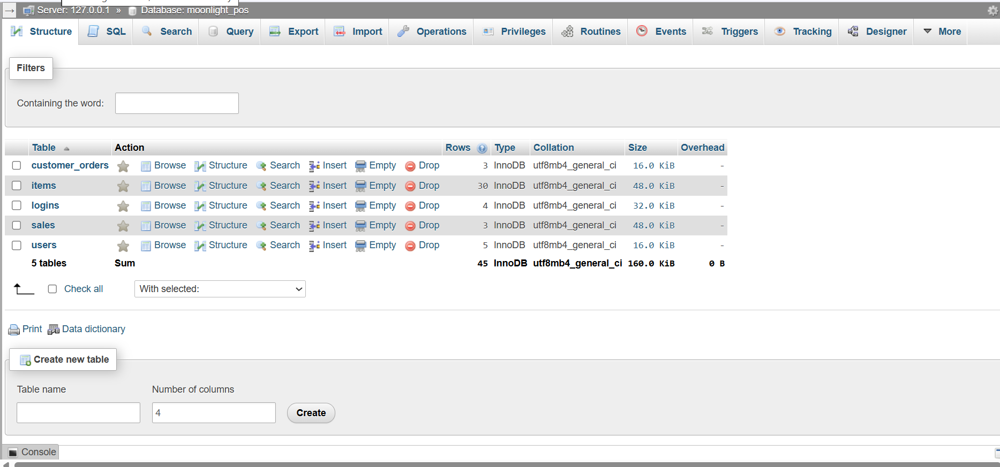 Server: 127.0.0.1 » Database: moonlight_pos
Structure SQL Search Query Export Import Operations Privileges Routines Events Triggers Tracking Designer More
Filters
Containing the word:
Table Action Rows Type Collation Size Overhead
customer_orders Browse Structure Search Insert Empty Drop 3 InnoDB utf8mb4_general_ci 16.0 KiB -
items Browse Structure Search Insert Empty Drop 30 InnoDB utf8mb4_general_ci 48.0 KiB -
logins Browse Structure Search Insert Empty Drop 4 InnoDB utf8mb4_general_ci 32.0 KiB -
sales Browse Structure Search Insert Empty Drop 3 InnoDB utf8mb4_general_ci 48.0 KiB -
users Browse Structure Search Insert Empty Drop 5 InnoDB utf8mb4_general_ci 16.0 KiB -
5 tables Sum 45 InnoDB utf8mb4_general_ci 160.0 KiB 0 B
Check all With selected:
Print Data dictionary
Create new table
Table name Number of columns
4 Create
Console